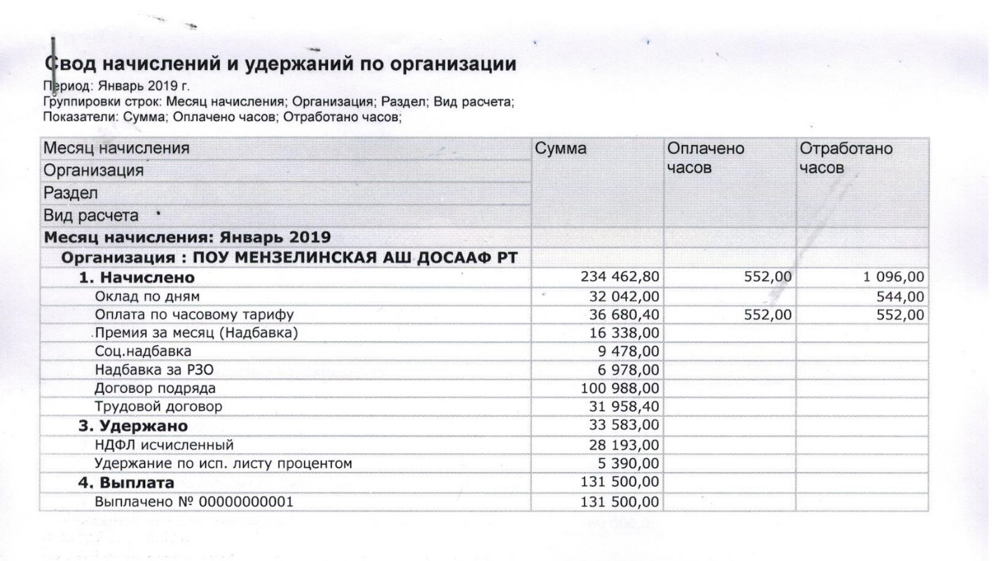 Свод начислений и удержаний по организации
Период: Январь 2019 г.
Группировки строк: Месяц начисления; Организация; Раздел; Вид расчета;
Показатели: Сумма; Оплачено часов; Отработано часов;
Месяц начисления Сумма Оплачено часов Отработано часов
Организация
Раздел
Вид расчета
Месяц начисления: Январь 2019
Организация : ПОУ МЕНЗЕЛИНСКАЯ АШ ДОСААФ РТ
1. Начислено 234 462,80 552,00 1 096,00
Оклад по дням 32 042,00 544,00
Оплата по часовому тарифу 36 680,40 552,00 552,00
Премия за месяц (Надбавка) 16 338,00
Соц.надбавка 9 478,00
Надбавка за РЗО 6 978,00
Договор подряда 100 988,00
Трудовой договор 31 958,40
3. Удержано 33 583,00
НДФЛ исчисленный 28 193,00
Удержание по исп. листу процентом 5 390,00
4. Выплата 131 500,00
Выплачено № 00000000001 131 500,00